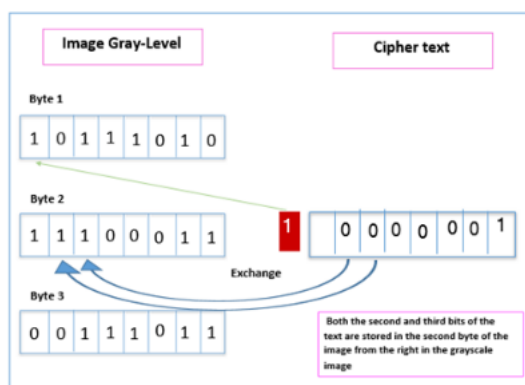 Image Gray-Level
Cipher text
Byte 1
1 0 1 1 1 0 1 0
Byte 2
1 1 1 0 0 0 1 1
1 0 0 0 0 0 0 1
Exchange
Byte 3
0 0 1 1 1 0 1 1
Both the second and third bits of the
text are stored in the second byte of the
image from the right in the grayscale
image